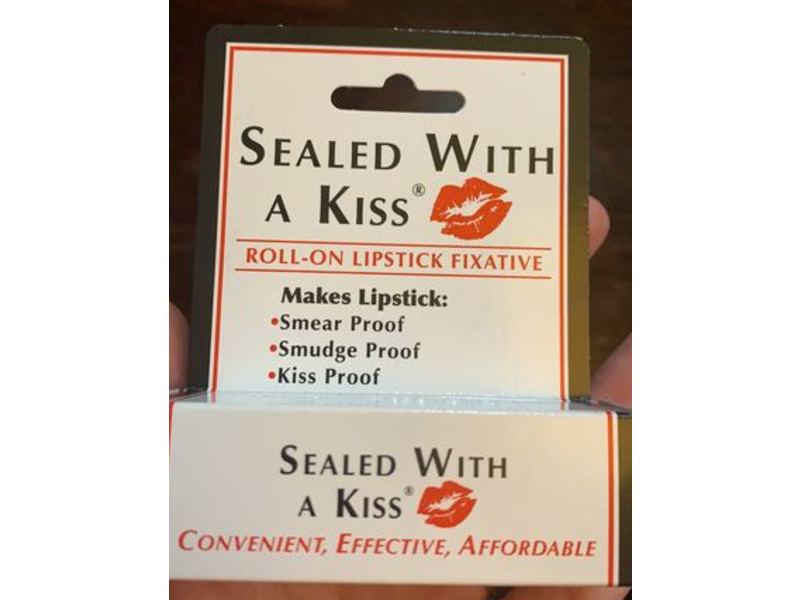 SEALED WITH
A KISS®
ROLL-ON LIPSTICK FIXATIVE
Makes Lipstick:
•Smear Proof
•Smudge Proof
•Kiss Proof
SEALED WITH
A KISS®
CONVENIENT, EFFECTIVE, AFFORDABLE